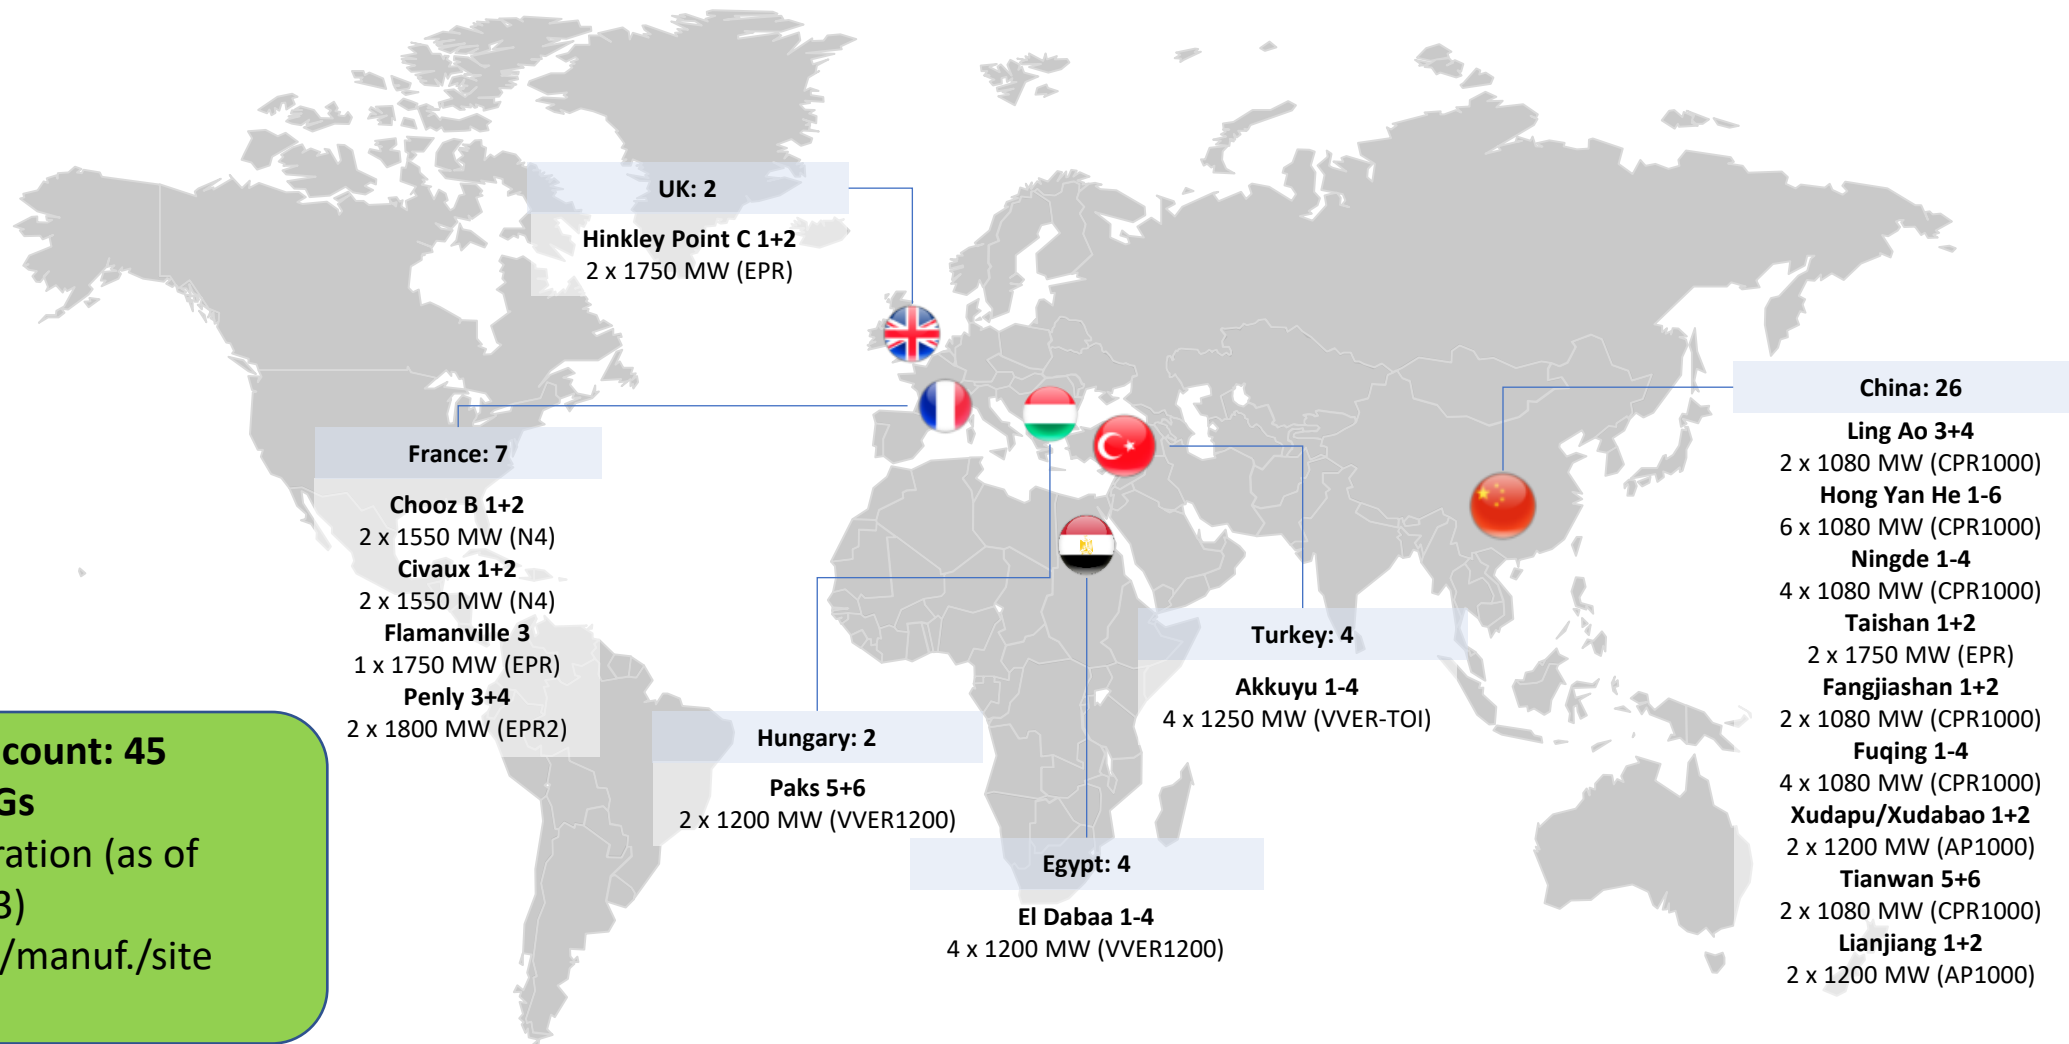 UK: 2
Hinkley Point C 1+2
2 x 1750 MW (EPR)
France: 7
Chooz B 1+2
2 x 1550 MW (N4)
Civaux 1+2
2 x 1550 MW (N4)
Flamanville 3
1 x 1750 MW (EPR)
Penly 3+4
2 x 1800 MW (EPR2)
count: 45
Gs
ration (as of
3)
/manuf./site
Hungary: 2
Paks 5+6
2 x 1200 MW (VVER1200)
Egypt: 4
El Dabaa 1-4
4 x 1200 MW (VVER1200)
Turkey: 4
Akkuyu 1-4
4 x 1250 MW (VVER-TOI)
China: 26
Ling Ao 3+4
2 x 1080 MW (CPR1000)
Hong Yan He 1-6
6 x 1080 MW (CPR1000)
Ningde 1-4
4 x 1080 MW (CPR1000)
Taishan 1+2
2 x 1750 MW (EPR)
Fangjiashan 1+2
2 x 1080 MW (CPR1000)
Fuqing 1-4
4 x 1080 MW (CPR1000)
Xudapu/Xudabao 1+2
2 x 1200 MW (AP1000)
Tianwan 5+6
2 x 1080 MW (CPR1000)
Lianjiang 1+2
2 x 1200 MW (AP1000)